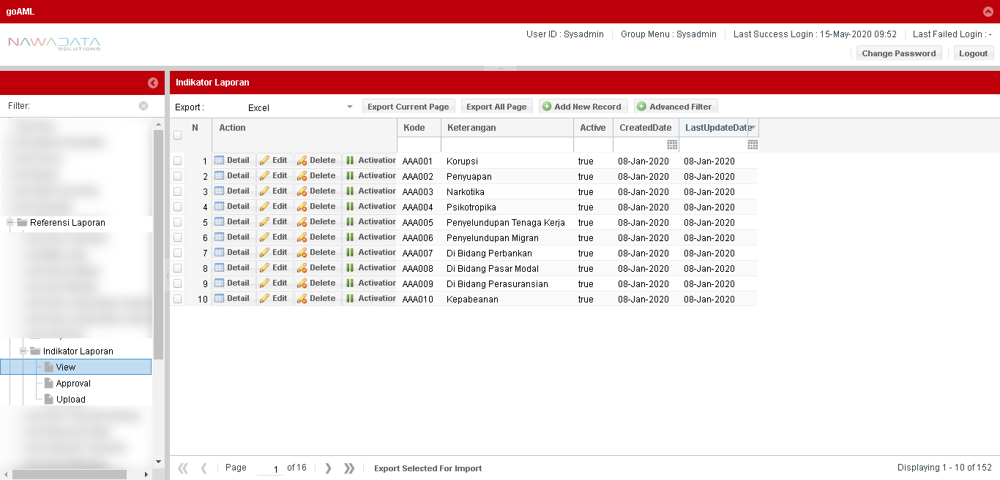 goAML
NAWADATA
SOLUTIONS
User ID : Sysadmin
Group Menu : Sysadmin
Last Success Login : 15-May-2020 09:52
Last Failed Login : -
Change Password
Logout
Filter:
Referensi Laporan
Indikator Laporan
View
Approval
Upload
Indikator Laporan
Export : Excel Export Current Page Export All Page Add New Record Advanced Filter
N Action Kode Keterangan Active CreatedDate LastUpdateDate
1 Detail Edit Delete Activation AAA001 Korupsi true 08-Jan-2020 08-Jan-2020
2 Detail Edit Delete Activation AAA002 Penyuapan true 08-Jan-2020 08-Jan-2020
3 Detail Edit Delete Activation AAA003 Narkotika true 08-Jan-2020 08-Jan-2020
4 Detail Edit Delete Activation AAA004 Psikotropika true 08-Jan-2020 08-Jan-2020
5 Detail Edit Delete Activation AAA005 Penyelundupan Tenaga Kerja true 08-Jan-2020 08-Jan-2020
6 Detail Edit Delete Activation AAA006 Penyelundupan Migran true 08-Jan-2020 08-Jan-2020
7 Detail Edit Delete Activation AAA007 Di Bidang Perbankan true 08-Jan-2020 08-Jan-2020
8 Detail Edit Delete Activation AAA008 Di Bidang Pasar Modal true 08-Jan-2020 08-Jan-2020
9 Detail Edit Delete Activation AAA009 Di Bidang Perasuransian true 08-Jan-2020 08-Jan-2020
10 Detail Edit Delete Activation AAA010 Kepabeanan true 08-Jan-2020 08-Jan-2020
Page 1 of 16 Export Selected For Import Displaying 1 - 10 of 152